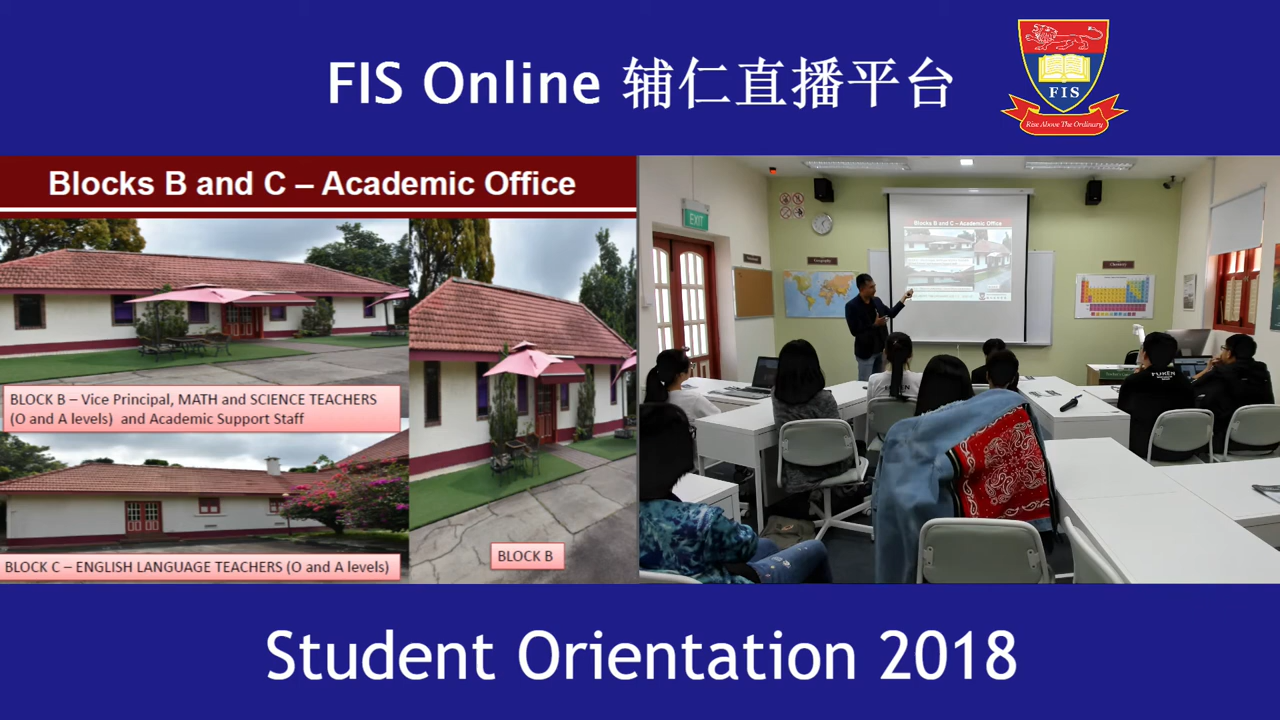 FIS Online 辅仁直播平台
FIS
Rise Above The Ordinary
Blocks B and C – Academic Office
BLOCK B – Vice Principal, MATH and SCIENCE TEACHERS
(O and A levels) and Academic Support Staff
BLOCK C – ENGLISH LANGUAGE TEACHERS (O and A levels)
BLOCK B
EXIT
Blocks B and C – Academic Office
Geography
Chemistry
Student Orientation 2018